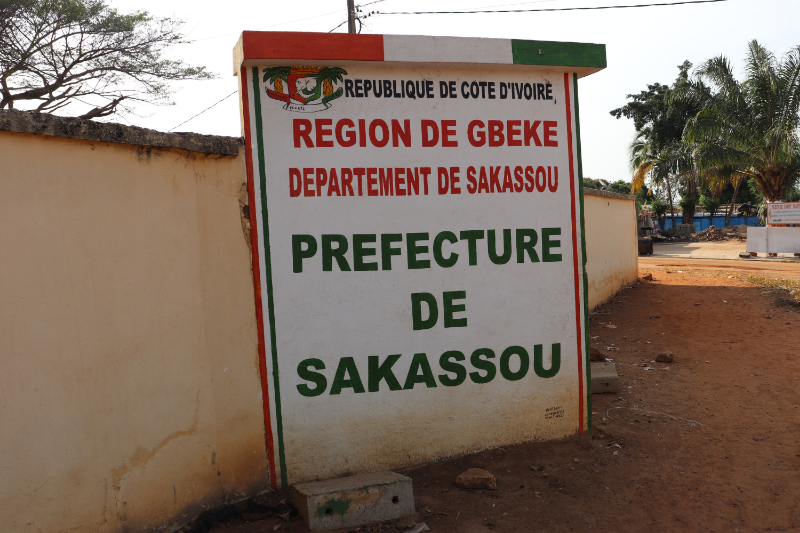 REPUBLIQUE DE COTE D'IVOIRE
REGION DE GBEKE
DEPARTEMENT DE SAKASSOU
PREFECTURE
DE
SAKASSOU